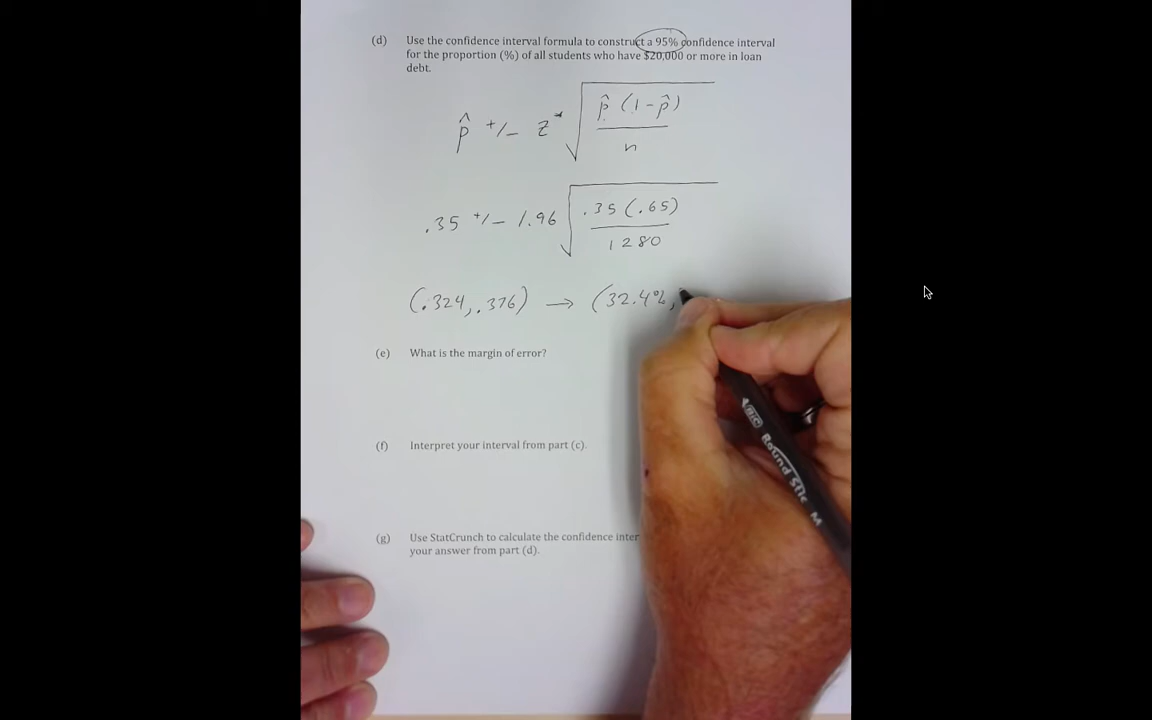 (d) Use the confidence interval formula to construct a 95% confidence interval
for the proportion (%) of all students who have $20,000 or more in loan
debt.
p̂ +/- z* √(p̂ (1-p̂) / n)
.35 +/- 1.96 √(.35 (.65) / 1280)
(.324, .376) → (32.4%,
(e) What is the margin of error?
(f) Interpret your interval from part (c).
(g) Use StatCrunch to calculate the confidence inter
your answer from part (d).
BIC Round Stic M